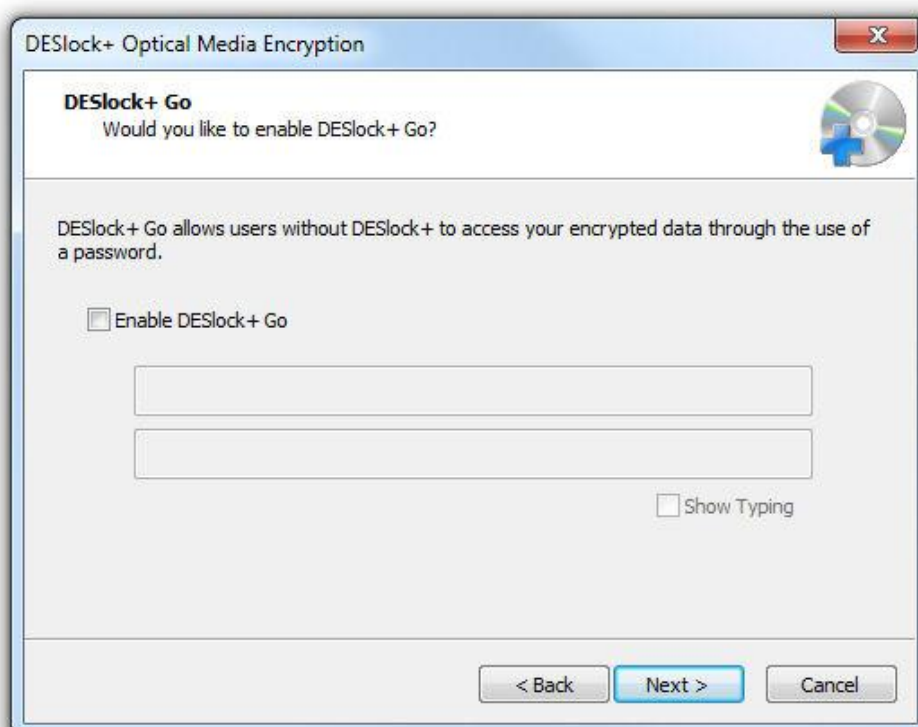 DESlock+ Optical Media Encryption
DESlock+ Go
Would you like to enable DESlock+ Go?
DESlock+ Go allows users without DESlock+ to access your encrypted data through the use of
a password.
Enable DESlock+ Go
Show Typing
< Back
Next >
Cancel